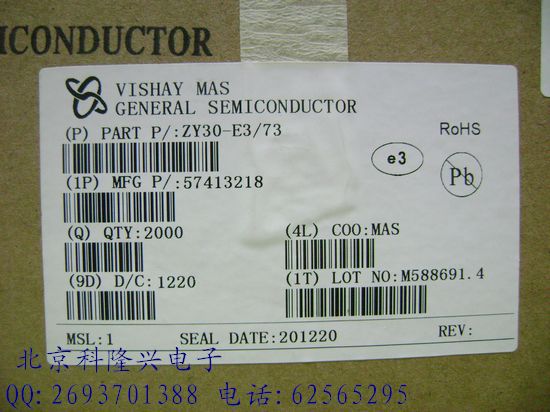 ICONDUCTOR
VISHAY MAS
GENERAL SEMICONDUCTOR
(P) PART P/:ZY30-E3/73
RoHS
e3
Pb
(1P) MFG P/:57413218
(Q) QTY:2000
(4L) COO:MAS
(9D) D/C:1220
(1T) LOT NO:M588691.4
MSL:1 SEAL DATE:201220 REV:
北京科隆兴电子
QQ:2693701388 电话:62565295